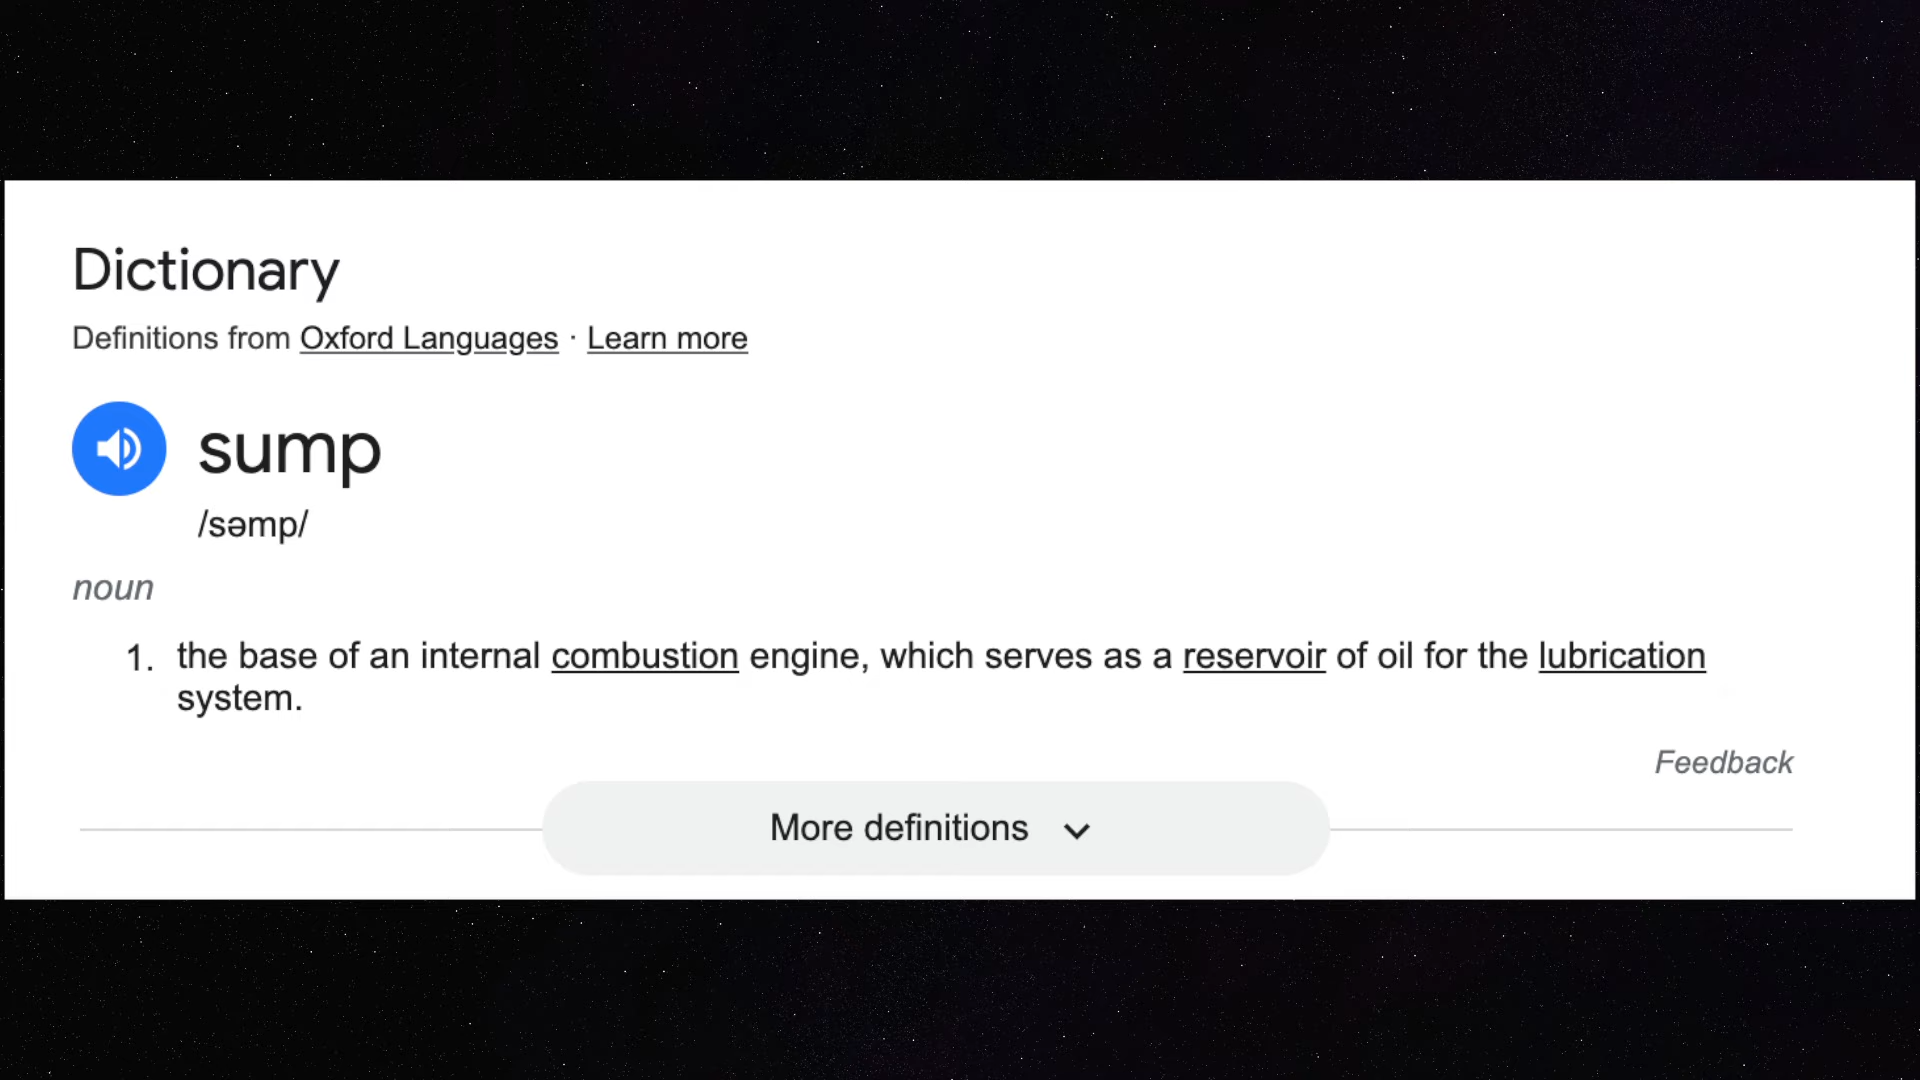 Dictionary
Definitions from Oxford Languages · Learn more
sump
/səmp/
noun
1. the base of an internal combustion engine, which serves as a reservoir of oil for the lubrication
system.
Feedback
More definitions